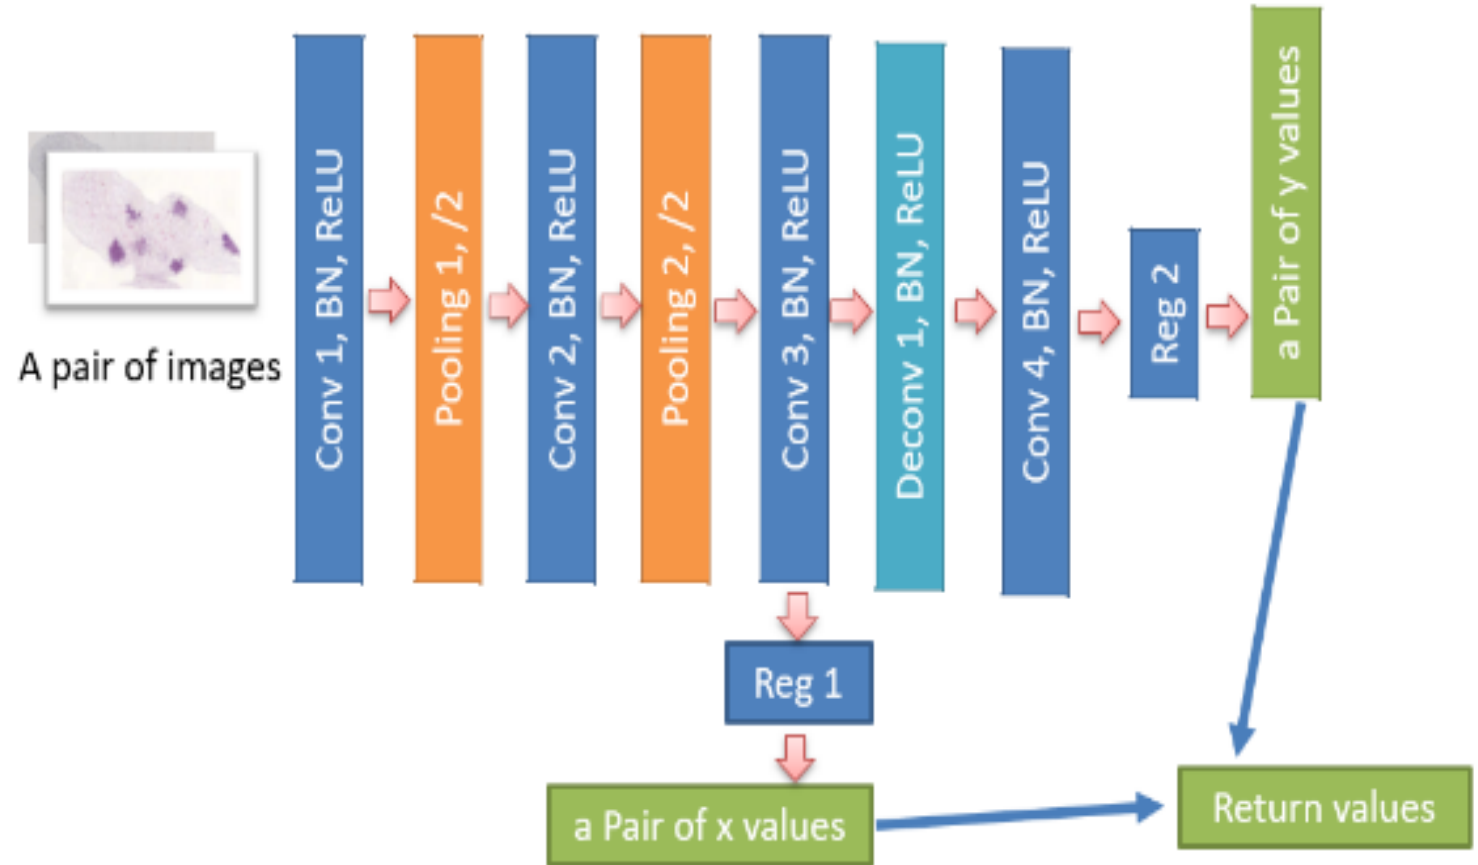 A pair of images
Conv 1, BN, ReLU
Pooling 1, /2
Conv 2, BN, ReLU
Pooling 2, /2
Conv 3, BN, ReLU
Deconv 1, BN, ReLU
Conv 4, BN, ReLU
Reg 2
a Pair of y values
Reg 1
a Pair of x values
Return values